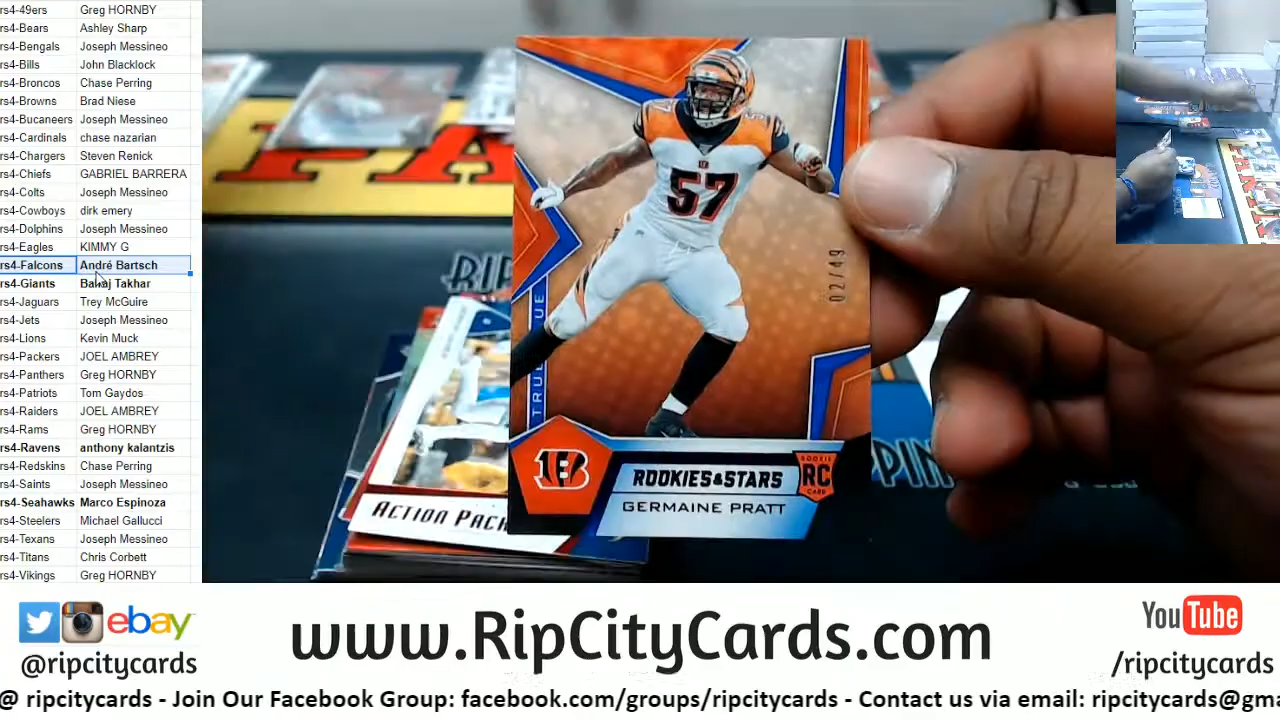 rs4-49ers Greg HORNBY
rs4-Bears Ashley Sharp
rs4-Bengals Joseph Messineo
rs4-Bills John Blacklock
rs4-Broncos Chase Perring
rs4-Browns Brad Niese
rs4-Bucaneers Joseph Messineo
rs4-Cardinals chase nazarian
rs4-Chargers Steven Renick
rs4-Chiefs GABRIEL BARRERA
rs4-Colts Joseph Messineo
rs4-Cowboys dirk emery
rs4-Dolphins Joseph Messineo
rs4-Eagles KIMMY G
rs4-Falcons André Bartsch
rs4-Giants Takhar
rs4-Jaguars Trey McGuire
rs4-Jets Joseph Messineo
rs4-Lions Kevin Muck
rs4-Packers JOEL AMBREY
rs4-Panthers Greg HORNBY
rs4-Patriots Tom Gaydos
rs4-Raiders JOEL AMBREY
rs4-Rams Greg HORNBY
rs4-Ravens anthony kalantzis
rs4-Redskins Chase Perring
rs4-Saints Joseph Messineo
rs4-Seahawks Marco Espinoza
rs4-Steelers Michael Gallucci
rs4-Texans Joseph Messineo
rs4-Titans Chris Corbett
rs4-Vikings Greg HORNBY
57
57
02/49
RIP
TRUE BLUE
B
ROOKIES&STARS
ROOKIE
RC
CARD
GERMAINE PRATT
ACTION PACK
PPIN
ebay
@ripcitycards
www.RipCityCards.com
YouTube
/ripcitycards
@ ripcitycards - Join Our Facebook Group: facebook.com/groups/ripcitycards - Contact us via email: ripcitycards@gma